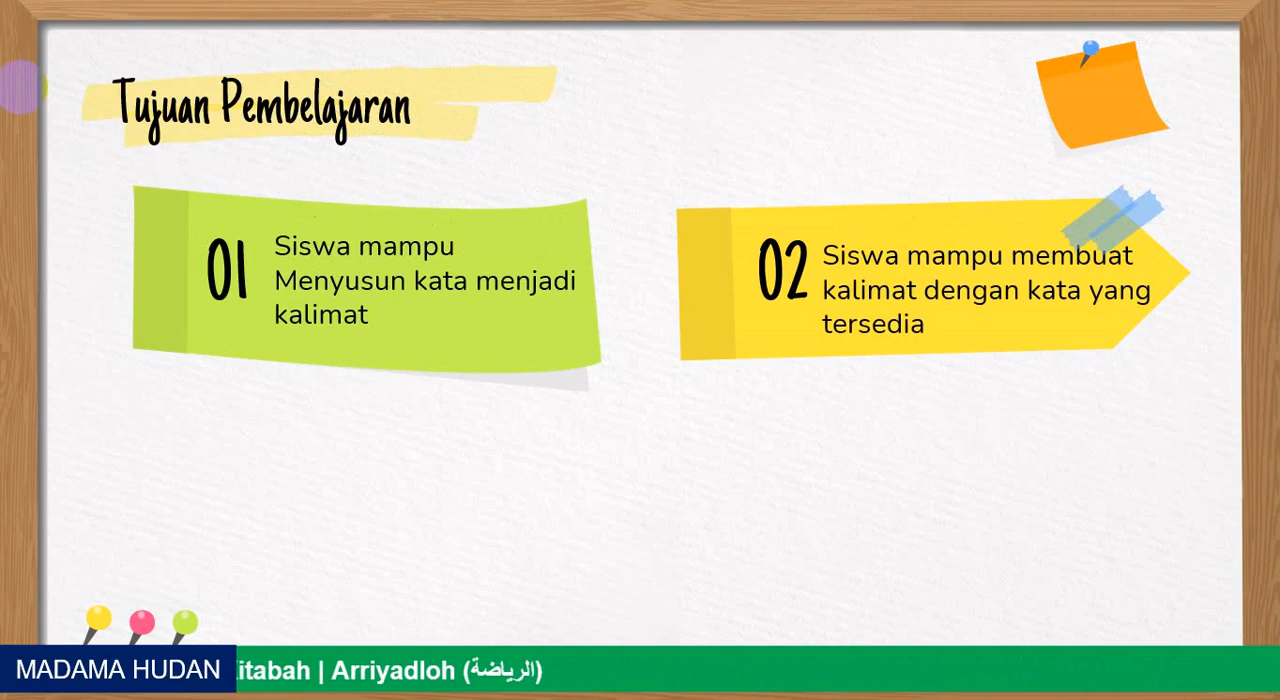 Tujuan Pembelajaran
01
Siswa mampu
Menyusun kata menjadi
kalimat
02
Siswa mampu membuat
kalimat dengan kata yang
tersedia
MADAMA HUDAN
itabah | Arriyadloh (الرياضة)